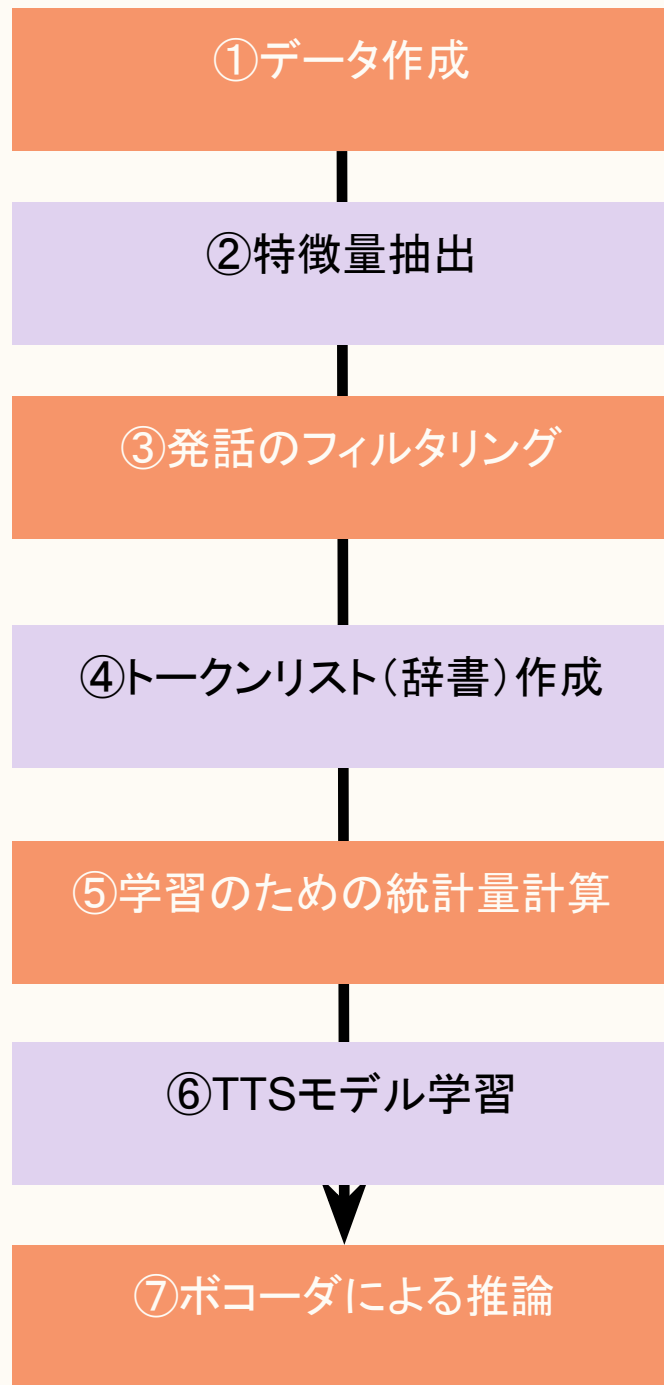 ①データ作成
②特徴量抽出
③発話のフィルタリング
④トークンリスト(辞書)作成
⑤学習のための統計量計算
⑥TTSモデル学習
⑦ボコーダによる推論